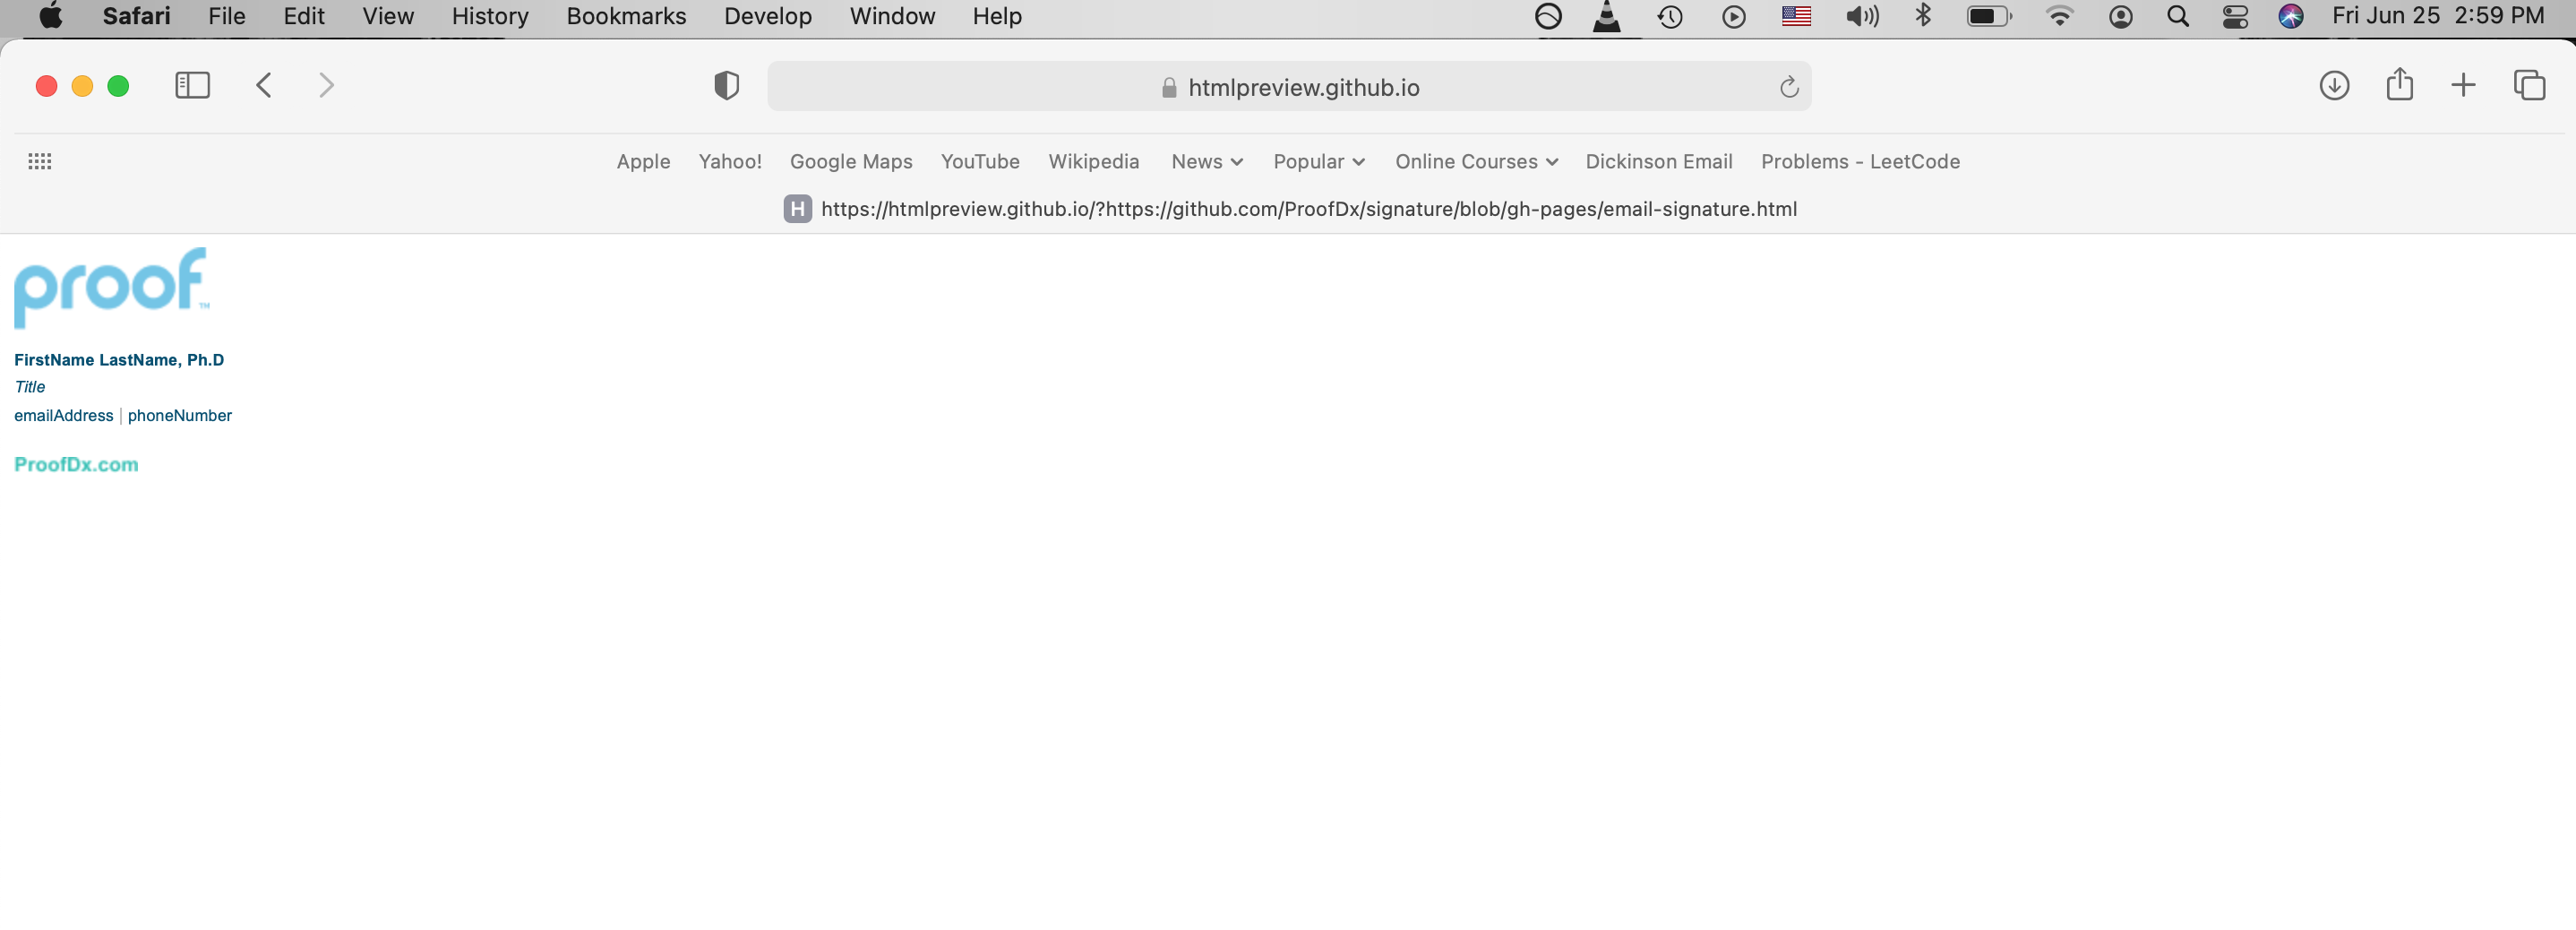 Safari File Edit View History Bookmarks Develop Window Help Fri Jun 25 2:59 PM
htmlpreview.github.io
Apple Yahoo! Google Maps YouTube Wikipedia News Popular Online Courses Dickinson Email Problems - LeetCode
H https://htmlpreview.github.io/?https://github.com/ProofDx/signature/blob/gh-pages/email-signature.html
proof™
FirstName LastName, Ph.D
Title
emailAddress | phoneNumber
ProofDx.com